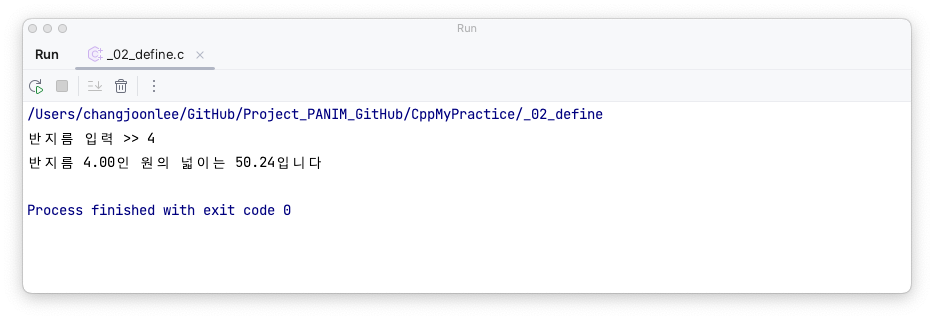 Run
Run
_02_define.c
/Users/changjoonlee/GitHub/Project_PANIM_GitHub/CppMyPractice/_02_define
반지름 입력 >> 4
반지름 4.00인 원의 넓이는 50.24입니다
Process finished with exit code 0